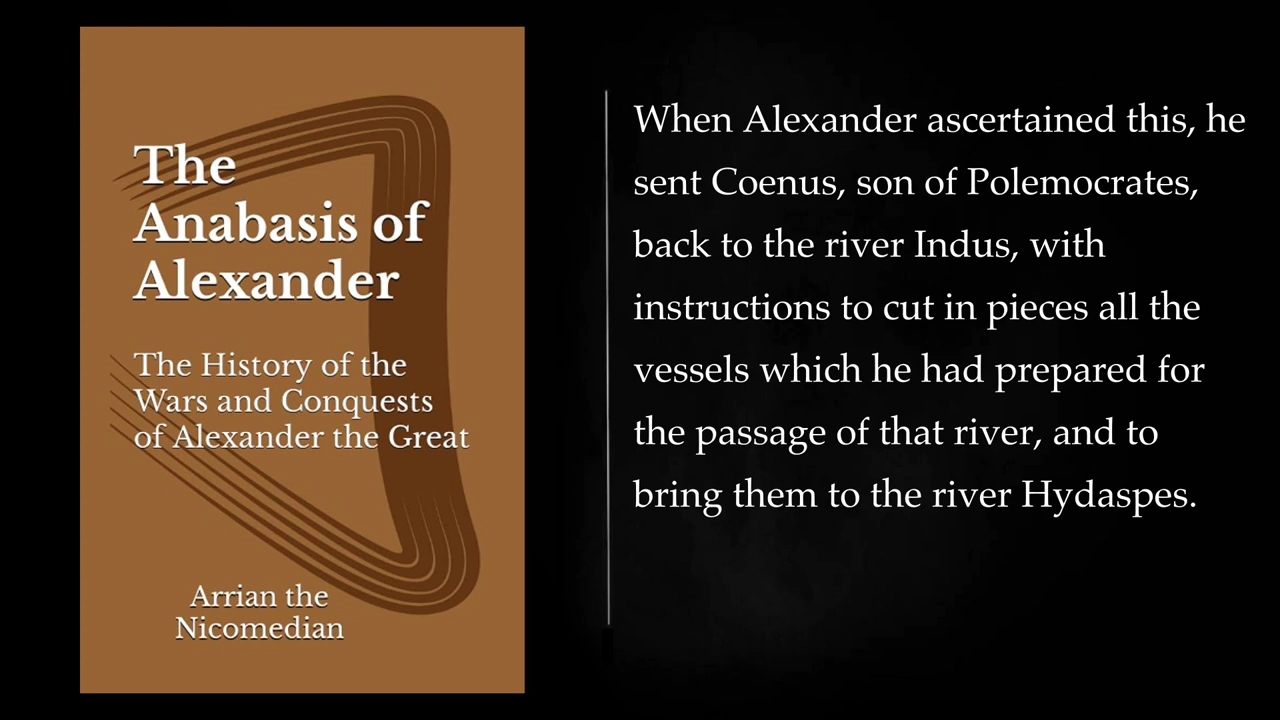 The
Anabasis of
Alexander
The History of the
Wars and Conquests
of Alexander the Great
Arrian the
Nicomedian
When Alexander ascertained this, he
sent Coenus, son of Polemocrates,
back to the river Indus, with
instructions to cut in pieces all the
vessels which he had prepared for
the passage of that river, and to
bring them to the river Hydaspes.